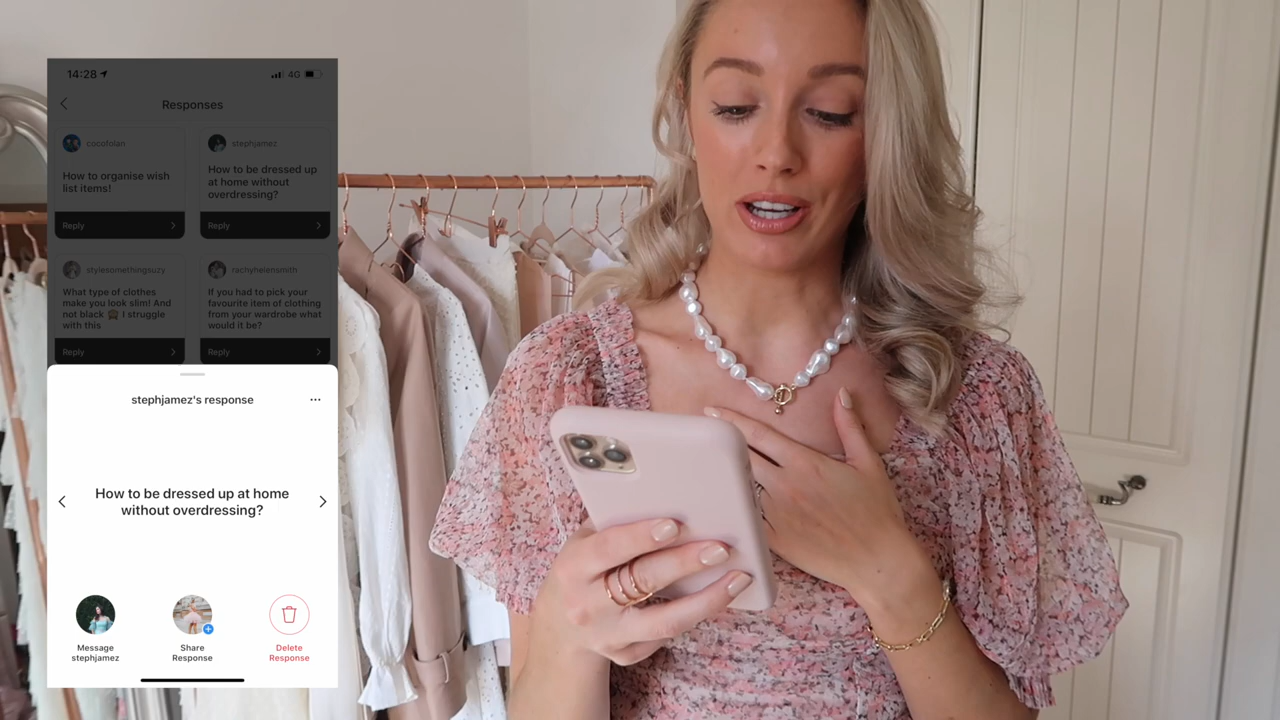 14:28
4G
Responses
cocotolan
stephjamez
How to organise wish
list items!
How to be dressed up
at home without
overdressing?
Reply
Reply
stylesomethingsuzy
rachyhelensmith
What type of clothes
make you look slim! And
not black 🙈 I struggle
with this
If you had to pick your
favourite item of clothing
from your wardrobe what
would it be?
Reply
Reply
stephjamez's response
How to be dressed up at home
without overdressing?
Message
stephjamez
Share
Response
Delete
Response